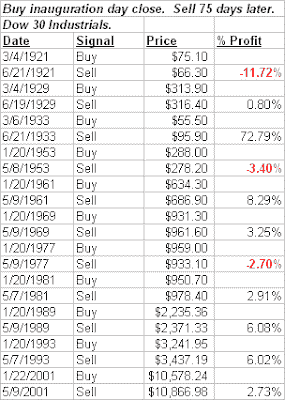 Buy inauguration day close. Sell 75 days later.
Dow 30 Industrials.
Date Signal Price % Profit
3/4/1921 Buy $75.10
6/21/1921 Sell $66.30 -11.72%
3/4/1929 Buy $313.90
6/19/1929 Sell $316.40 0.80%
3/6/1933 Buy $55.50
6/21/1933 Sell $95.90 72.79%
1/20/1953 Buy $288.00
5/8/1953 Sell $278.20 -3.40%
1/20/1961 Buy $634.30
5/9/1961 Sell $686.90 8.29%
1/20/1969 Buy $931.30
5/9/1969 Sell $961.60 3.25%
1/20/1977 Buy $959.00
5/9/1977 Sell $933.10 -2.70%
1/20/1981 Buy $950.70
5/7/1981 Sell $978.40 2.91%
1/20/1989 Buy $2,235.36
5/9/1989 Sell $2,371.33 6.08%
1/20/1993 Buy $3,241.95
5/7/1993 Sell $3,437.19 6.02%
1/22/2001 Buy $10,578.24
5/9/2001 Sell $10,866.98 2.73%